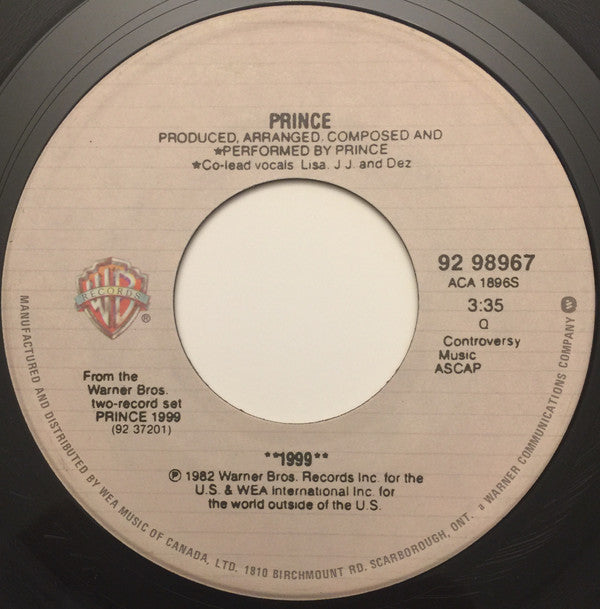 PRINCE
PRODUCED, ARRANGED, COMPOSED AND
*PERFORMED BY PRINCE
*Co-lead vocals Lisa. J.J. and Dez
92 98967
ACA 1896S
3:35
Q
Controversy
Music
ASCAP
WB
RECORDS
®
From the
Warner Bros.
two-record set
PRINCE 1999
(92 37201)
**1999**
℗ 1982 Warner Bros. Records Inc. for the
U.S. & WEA International Inc. for
the world outside of the U.S.
MANUFACTURED AND DISTRIBUTED BY WEA MUSIC OF CANADA, LTD. 1810 BIRCHMOUNT RD. SCARBOROUGH, ONT. a WARNER COMMUNICATIONS COMPANY